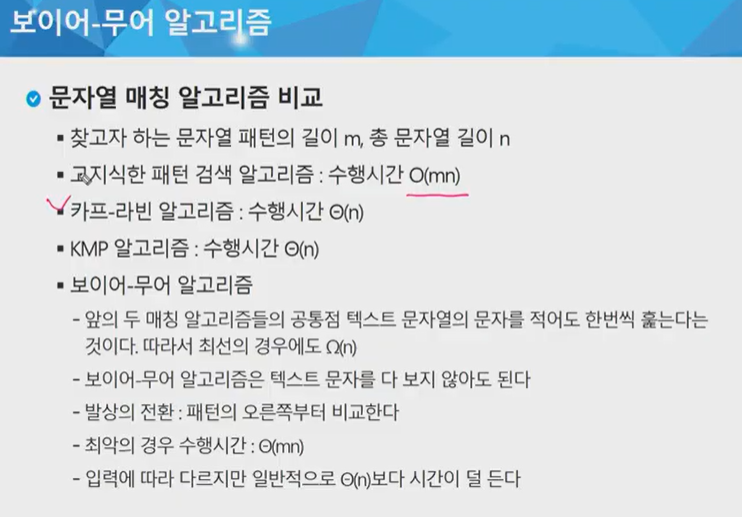 보이어-무어 알고리즘
문자열 매칭 알고리즘 비교
▪ 찾고자 하는 문자열 패턴의 길이 m, 총 문자열 길이 n
▪ 고지식한 패턴 검색 알고리즘 : 수행시간 O(mn)
▪ 카프-라빈 알고리즘 : 수행시간 Θ(n)
▪ KMP 알고리즘 : 수행시간 Θ(n)
▪ 보이어-무어 알고리즘
- 앞의 두 매칭 알고리즘들의 공통점 텍스트 문자열의 문자를 적어도 한번씩 훑는다는
것이다. 따라서 최선의 경우에도 Ω(n)
- 보이어-무어 알고리즘은 텍스트 문자를 다 보지 않아도 된다
- 발상의 전환 : 패턴의 오른쪽부터 비교한다
- 최악의 경우 수행시간 : Θ(mn)
- 입력에 따라 다르지만 일반적으로 Θ(n)보다 시간이 덜 든다